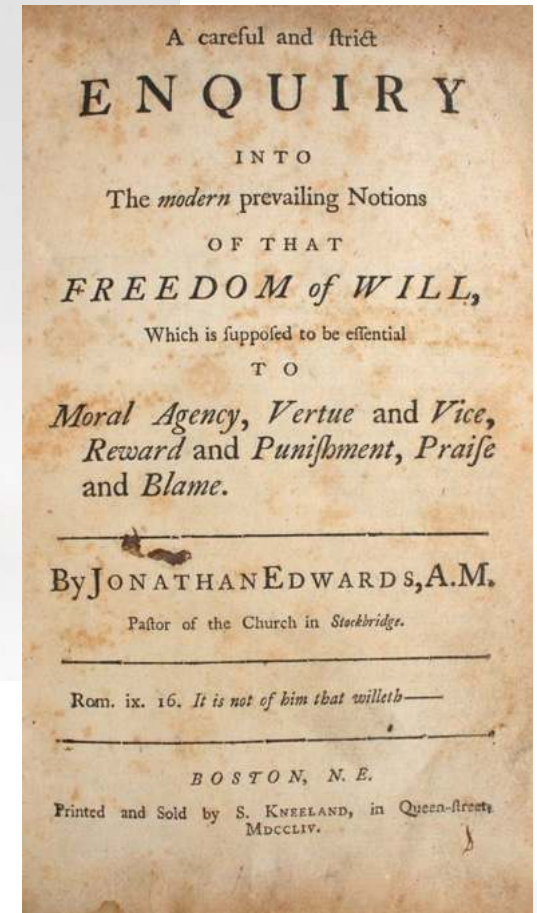 A careful and ſtrict
ENQUIRY
INTO
The modern prevailing Notions
OF THAT
FREEDOM of WILL,
Which is ſuppoſed to be eſſential
TO
Moral Agency, Vertue and Vice,
Reward and Puniſhment, Praiſe
and Blame.
By JONATHAN EDWARDS, A.M.
Paſtor of the Church in Stockbridge.
Rom. ix. 16. It is not of him that willeth——
BOSTON, N. E.
Printed and Sold by S. KNEELAND, in Queen-ſtreet,
MDCCLIV.